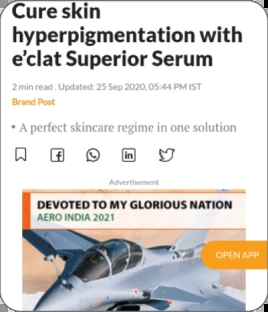 Cure skin
hyperpigmentation with
e’clat Superior Serum
2 min read . Updated: 25 Sep 2020, 05:44 PM IST
Brand Post
• A perfect skincare regime in one solution
Advertisement
DEVOTED TO MY GLORIOUS NATION
AERO INDIA 2021
OPEN APP